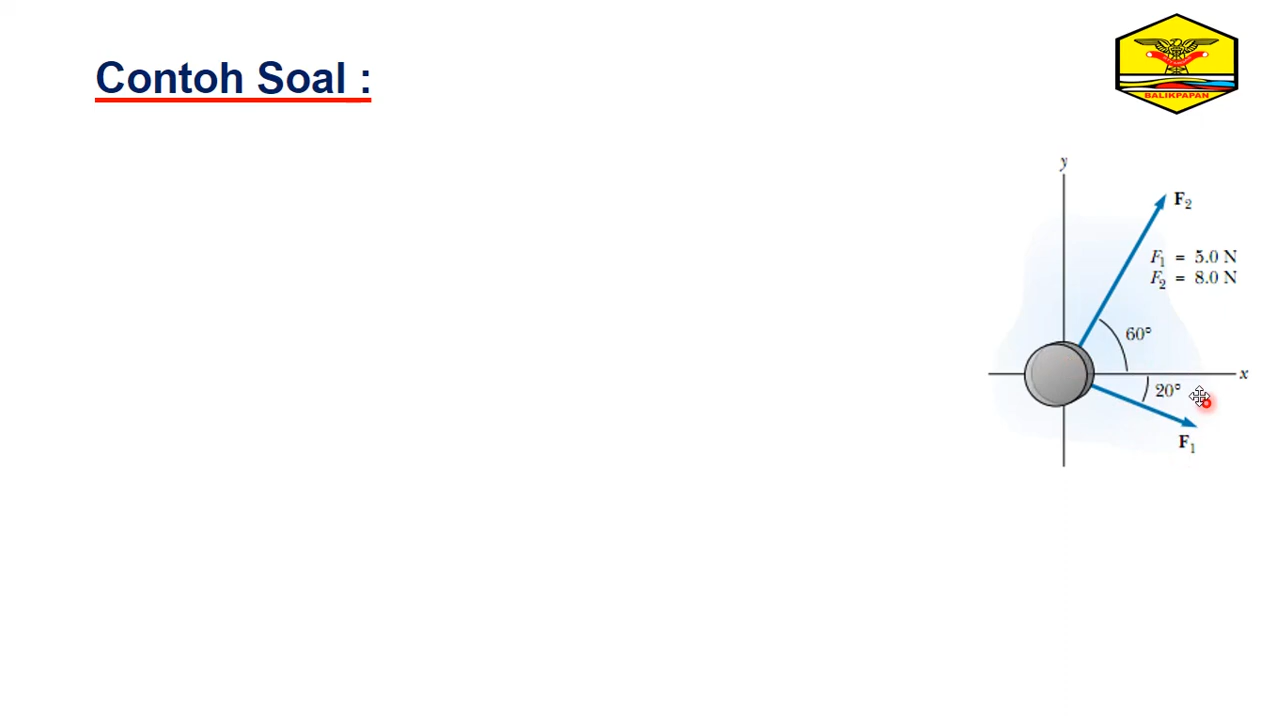 Contoh Soal :
BALIKPAPAN
y
F₂
F₁ = 5.0 N
F₂ = 8.0 N
60°
x
20°
F₁